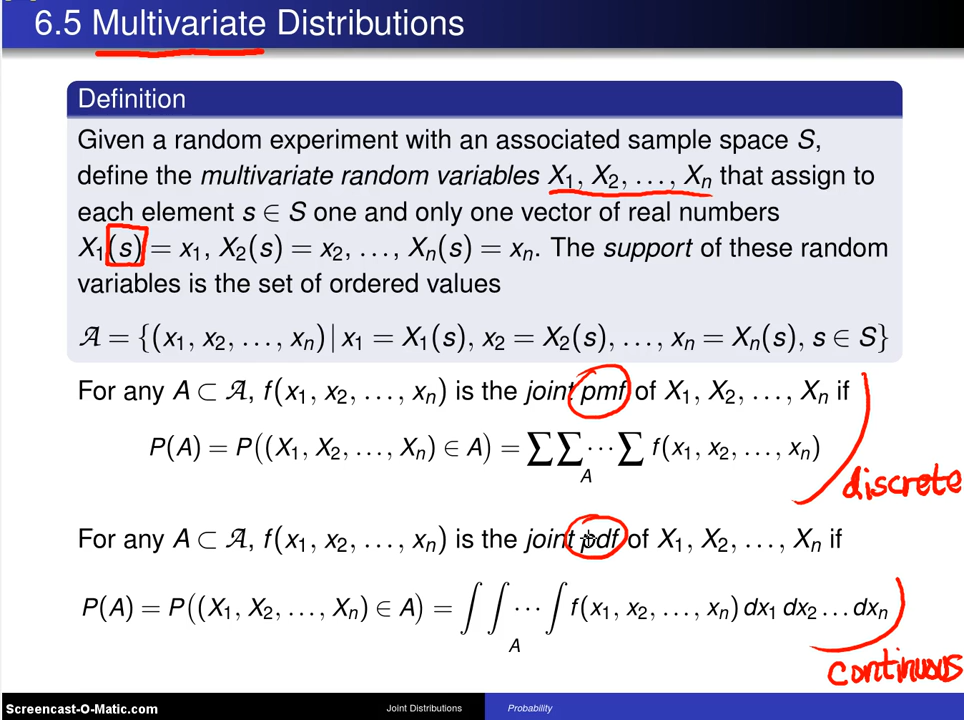 6.5 Multivariate Distributions
Definition
Given a random experiment with an associated sample space S,
define the multivariate random variables X₁, X₂, …, Xₙ that assign to
each element s ∈ S one and only one vector of real numbers
X₁(s) = x₁, X₂(s) = x₂, …, Xₙ(s) = xₙ. The support of these random
variables is the set of ordered values
𝒜 = {(x₁, x₂, …, xₙ) | x₁ = X₁(s), x₂ = X₂(s), …, xₙ = Xₙ(s), s ∈ S}
For any A ⊂ 𝒜, f(x₁, x₂, …, xₙ) is the joint pmf of X₁, X₂, …, Xₙ if
P(A) = P((X₁, X₂, …, Xₙ) ∈ A) = ∑∑⋯∑ f(x₁, x₂, …, xₙ)
A
discrete
For any A ⊂ 𝒜, f(x₁, x₂, …, xₙ) is the joint pdf of X₁, X₂, …, Xₙ if
P(A) = P((X₁, X₂, …, Xₙ) ∈ A) = ∫∫⋯∫ f(x₁, x₂, …, xₙ) dx₁ dx₂ … dxₙ
A
continuous
Screencast-O-Matic.com Joint Distributions Probability